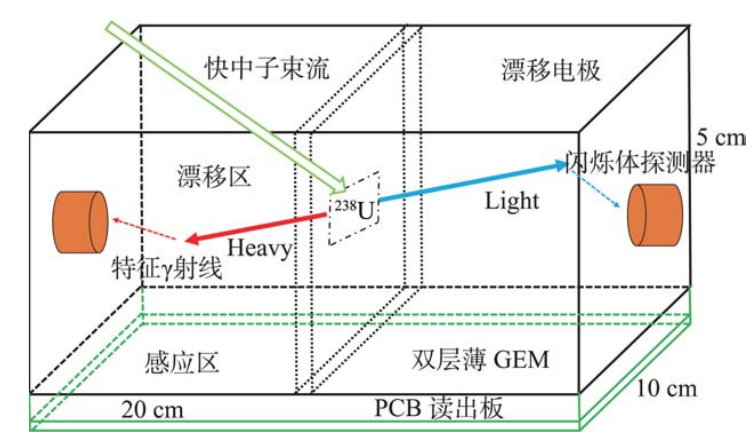 快中子束流
漂移电极
5 cm
漂移区
闪烁体探测器
²³⁸U
Light
Heavy
特征γ射线
感应区
双层薄 GEM
10 cm
20 cm
PCB 读出板